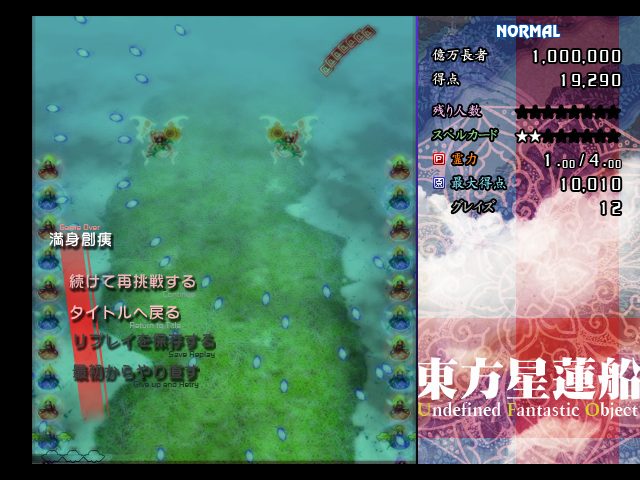 Game Over
満身創痍
続けて再挑戦する
Continue
タイトルへ戻る
Return to Title
リプレイを保存する
Save Replay
最初からやり直す
Give up and Retry
NORMAL
億万長者 1,000,000
得点 19,290
残り人数
スペルカード ★★
P 霊力 1.00/4.00
点 最大得点 10,010
グレイズ 12
東方星蓮船
Undefined Fantastic Object